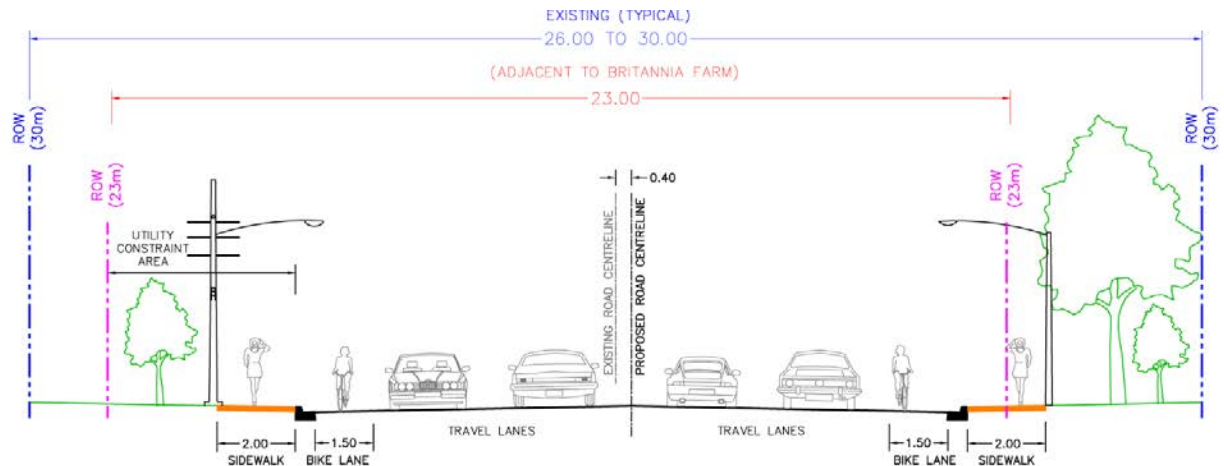 EXISTING (TYPICAL)
26.00 TO 30.00
(ADJACENT TO BRITANNIA FARM)
23.00
ROW
(30m)
ROW
(23m)
0.40
UTILITY
CONSTRAINT
AREA
EXISTING ROAD CENTRELINE
PROPOSED ROAD CENTRELINE
ROW
(23m)
ROW
(30m)
2.00
SIDEWALK
1.50
BIKE LANE
TRAVEL LANES
TRAVEL LANES
1.50
BIKE LANE
2.00
SIDEWALK